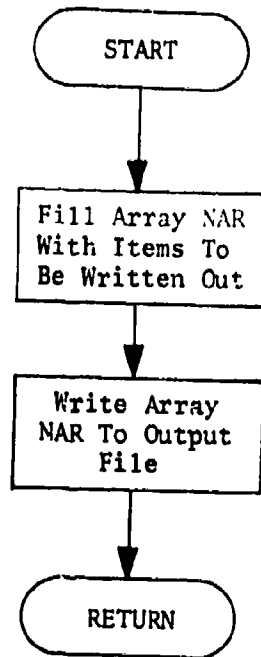 START
Fill Array NAR
With Items To
Be Written Out
Write Array
NAR To Output
File
RETURN